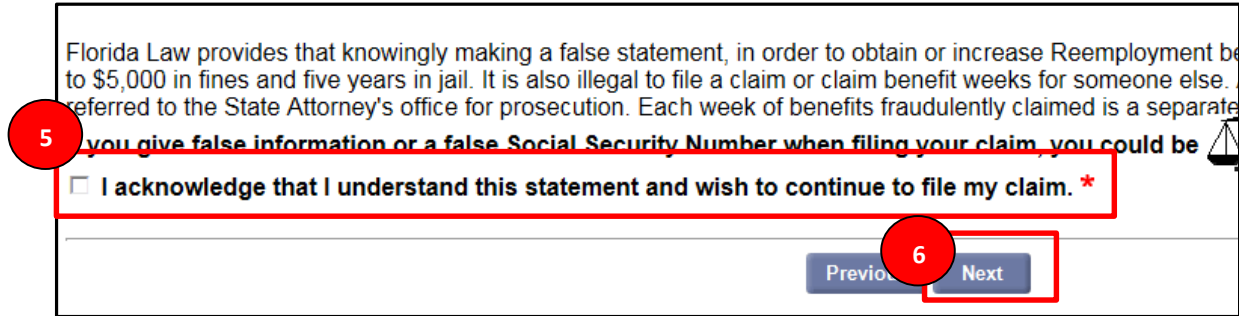 Florida Law provides that knowingly making a false statement, in order to obtain or increase Reemployment be
to $5,000 in fines and five years in jail. It is also illegal to file a claim or claim benefit weeks for someone else.
referred to the State Attorney's office for prosecution. Each week of benefits fraudulently claimed is a separate
5
you give false information or a false Social Security Number when filing your claim, you could be
I acknowledge that I understand this statement and wish to continue to file my claim. *
6
Previou Next